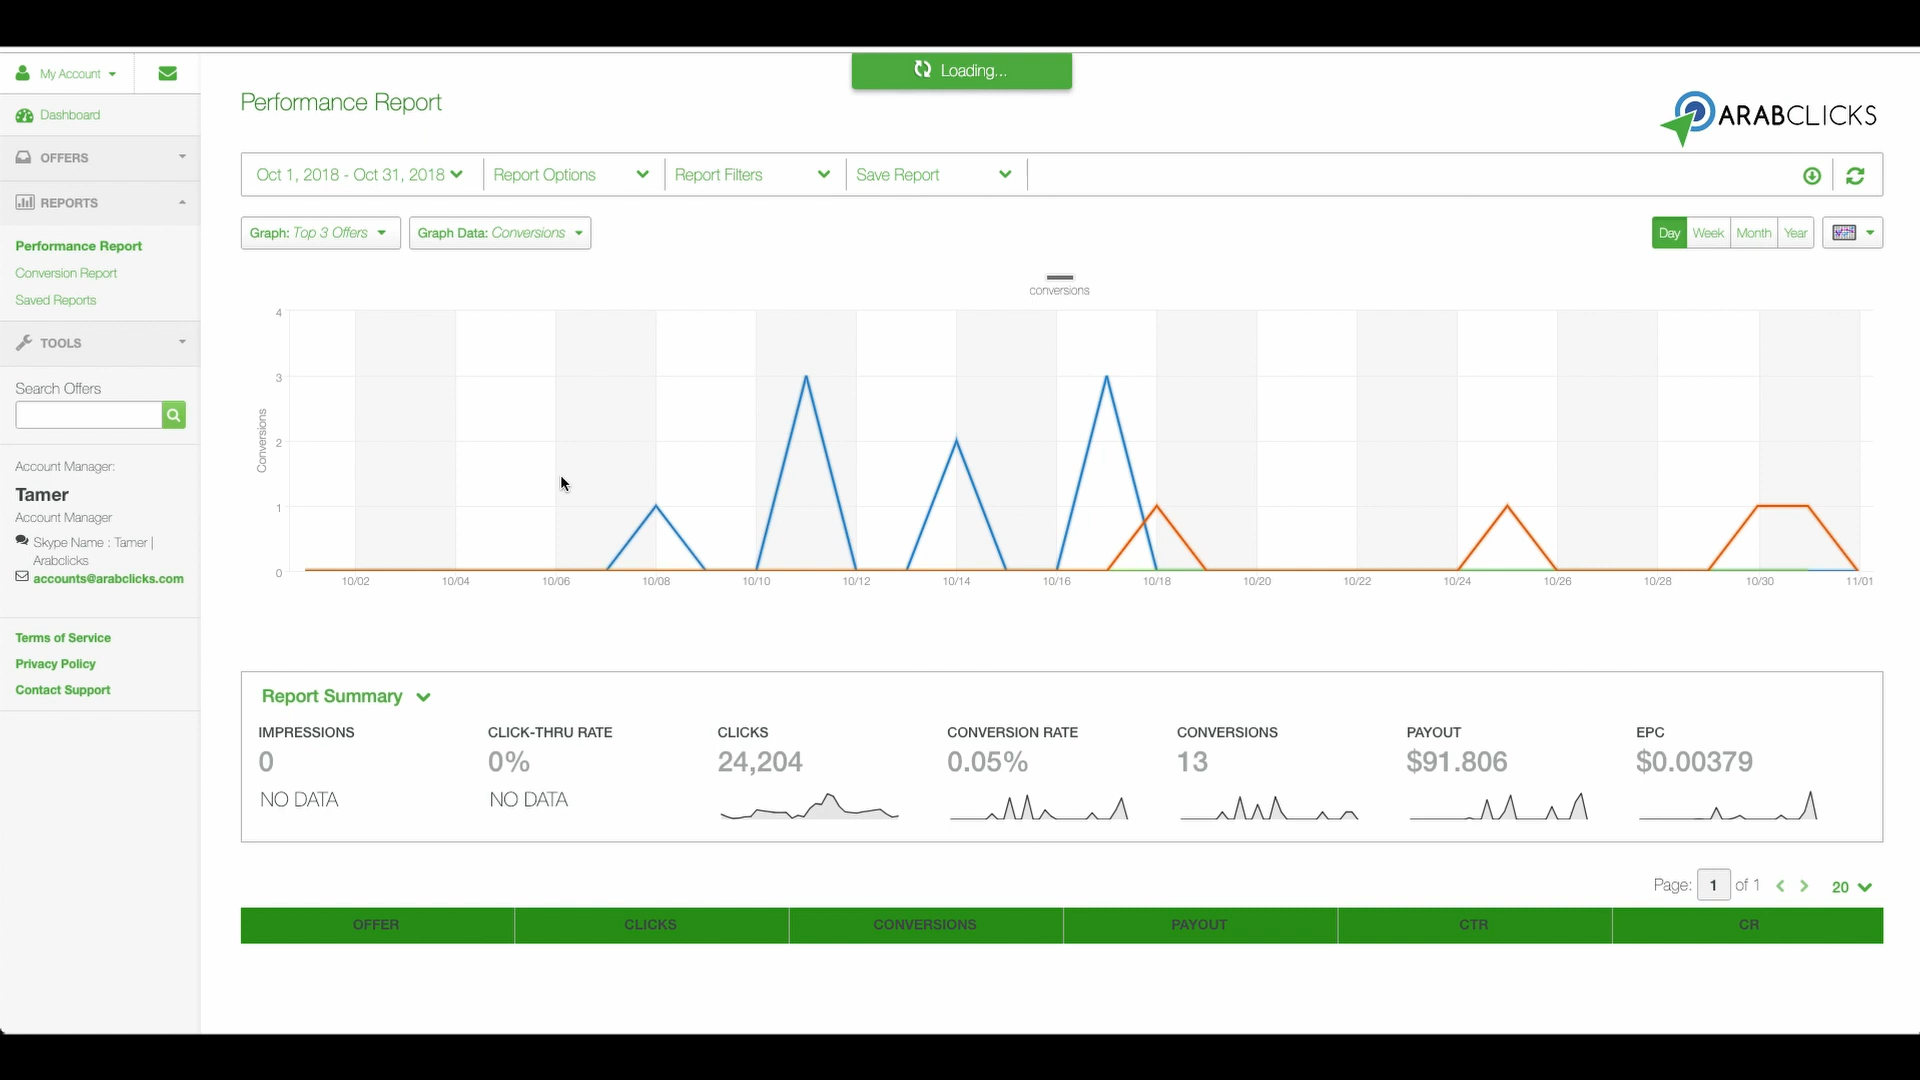 Loading...
My Account
Dashboard
OFFERS
REPORTS
Performance Report
Conversion Report
Saved Reports
TOOLS
Search Offers
Account Manager:
Tamer
Account Manager
Skype Name : Tamer |
Arabclicks
accounts@arabclicks.com
Terms of Service
Privacy Policy
Contact Support
Performance Report
ARABCLICKS
Oct 1, 2018 - Oct 31, 2018
Report Options
Report Filters
Save Report
Graph: Top 3 Offers
Graph Data: Conversions
Day Week Month Year
conversions
Conversions
4
3
2
1
0
10/02 10/04 10/06 10/08 10/10 10/12 10/14 10/16 10/18 10/20 10/22 10/24 10/26 10/28 10/30 11/01
Report Summary
IMPRESSIONS CLICK-THRU RATE CLICKS CONVERSION RATE CONVERSIONS PAYOUT EPC
0 0% 24,204 0.05% 13 $91.806 $0.00379
NO DATA NO DATA
Page: 1 of 1 20
OFFER CLICKS CONVERSIONS PAYOUT CTR CR